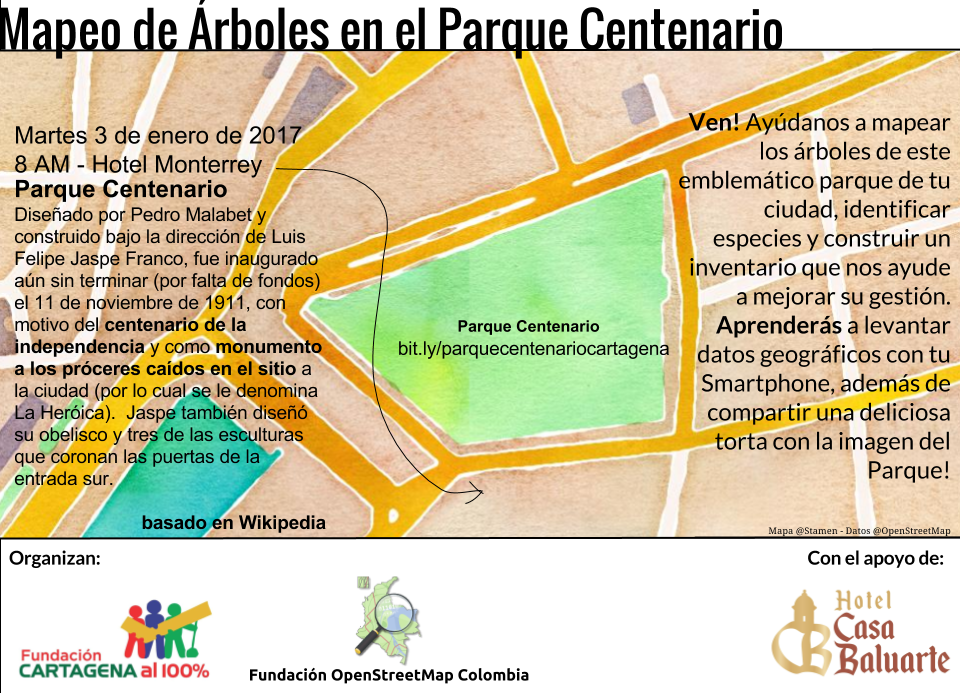 Mapeo de Árboles en el Parque Centenario
Martes 3 de enero de 2017
8 AM - Hotel Monterrey
Parque Centenario
Diseñado por Pedro Malabet y
construido bajo la dirección de Luis
Felipe Jaspe Franco, fue inaugurado
aún sin terminar (por falta de fondos)
el 11 de noviembre de 1911, con
motivo del centenario de la
independencia y como monumento
a los próceres caídos en el sitio a
la ciudad (por lo cual se le denomina
La Heróica).  Jaspe también diseñó
su obelisco y tres de las esculturas
que coronan las puertas de la
entrada sur.
basado en Wikipedia
Parque Centenario
bit.ly/parquecentenariocartagena
Ven! Ayúdanos a mapear
los árboles de este
emblemático parque de tu
ciudad, identificar
especies y construir un
inventario que nos ayude
a mejorar su gestión.
Aprenderás a levantar
datos geográficos con tu
Smartphone, además de
compartir una deliciosa
torta con la imagen del
Parque!
Mapa @Stamen - Datos @OpenStreetMap
Organizan:
Fundación
CARTAGENA al 100%
Fundación OpenStreetMap Colombia
Con el apoyo de:
Hotel
Casa
Baluarte